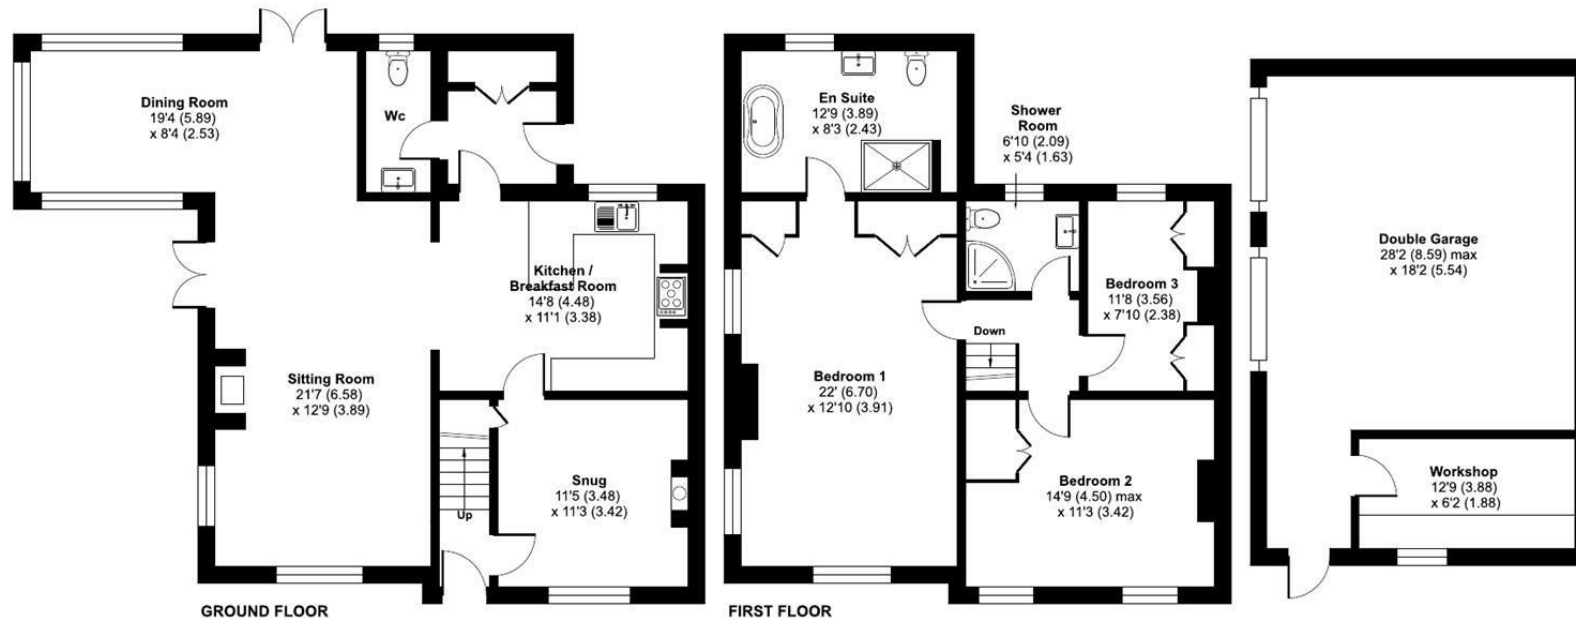 Dining Room
19'4 (5.89)
x 8'4 (2.53)
Wc
Kitchen /
Breakfast Room
14'8 (4.48)
x 11'1 (3.38)
Sitting Room
21'7 (6.58)
x 12'9 (3.89)
Snug
11'5 (3.48)
x 11'3 (3.42)
Up
GROUND FLOOR
En Suite
12'9 (3.89)
x 8'3 (2.43)
Shower
Room
6'10 (2.09)
x 5'4 (1.63)
Bedroom 3
11'8 (3.56)
x 7'10 (2.38)
Down
Bedroom 1
22' (6.70)
x 12'10 (3.91)
Bedroom 2
14'9 (4.50) max
x 11'3 (3.42)
FIRST FLOOR
Double Garage
28'2 (8.59) max
x 18'2 (5.54)
Workshop
12'9 (3.88)
x 6'2 (1.88)